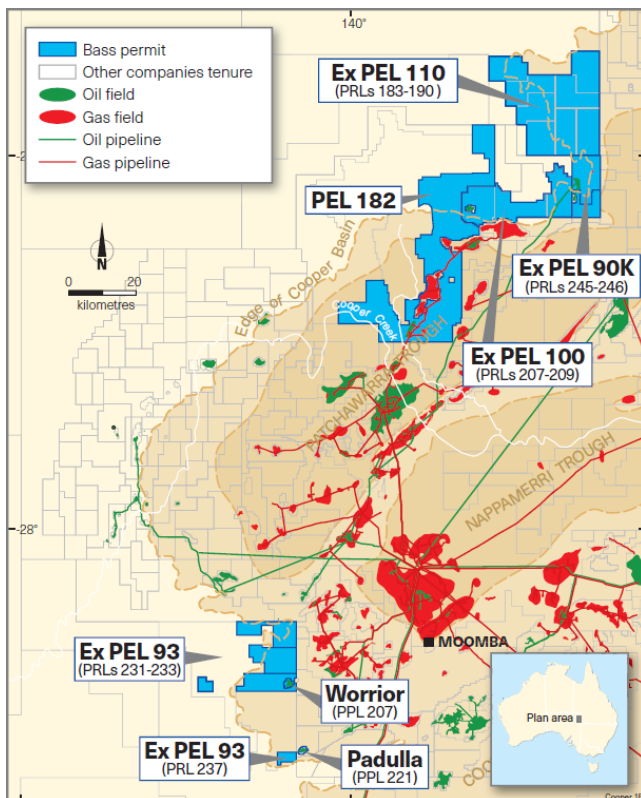 140°
Bass permit
Other companies tenure
Oil field
Gas field
Oil pipeline
Gas pipeline
Ex PEL 110
(PRLs 183-190)
PEL 182
N
0 20
kilometres
Edge of Cooper Basin
Ex PEL 90K
(PRLs 245-246)
Cooper Creek
Ex PEL 100
(PRLs 207-209)
PATCHAWARRI TROUGH
NAPPAMERRI TROUGH
-28°
MOOMBA
Ex PEL 93
(PRLs 231-233)
Worrior
(PPL 207)
Plan area
Ex PEL 93
(PRL 237)
Padulla
(PPL 221)